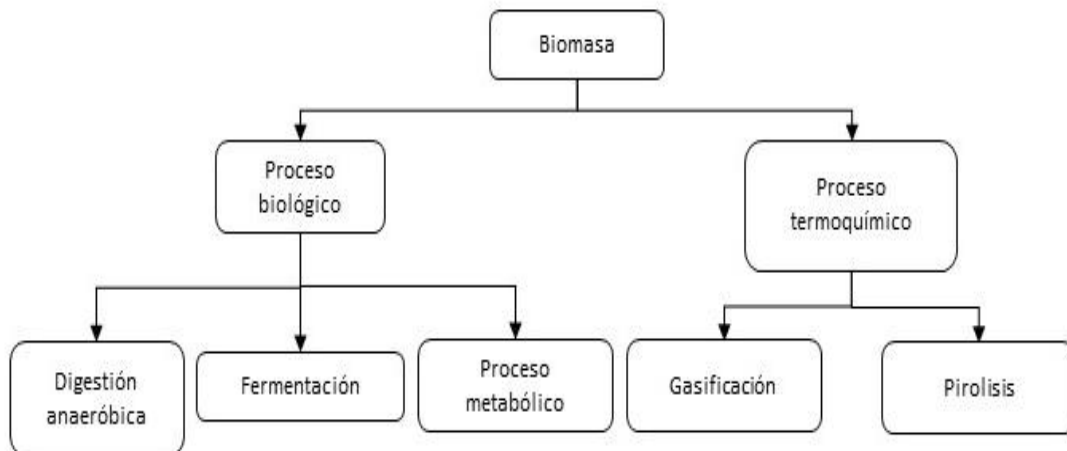 Biomasa
Proceso
biológico
Proceso
termoquímico
Digestión
anaeróbica
Fermentación
Proceso
metabólico
Gasificación
Pirolisis